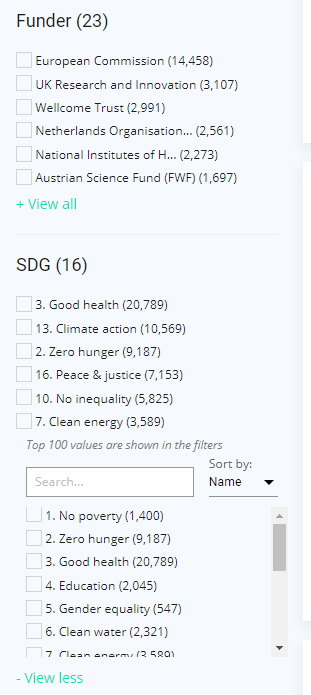 Funder (23)
European Commission (14,458)
UK Research and Innovation (3,107)
Wellcome Trust (2,991)
Netherlands Organisation... (2,561)
National Institutes of H... (2,273)
Austrian Science Fund (FWF) (1,697)
+ View all
SDG (16)
3. Good health (20,789)
13. Climate action (10,569)
2. Zero hunger (9,187)
16. Peace & justice (7,153)
10. No inequality (5,825)
7. Clean energy (3,589)
Top 100 values are shown in the filters
Sort by:
Search...
Name
1. No poverty (1,400)
2. Zero hunger (9,187)
3. Good health (20,789)
4. Education (2,045)
5. Gender equality (547)
6. Clean water (2,321)
7. Clean energy (3,589)
- View less